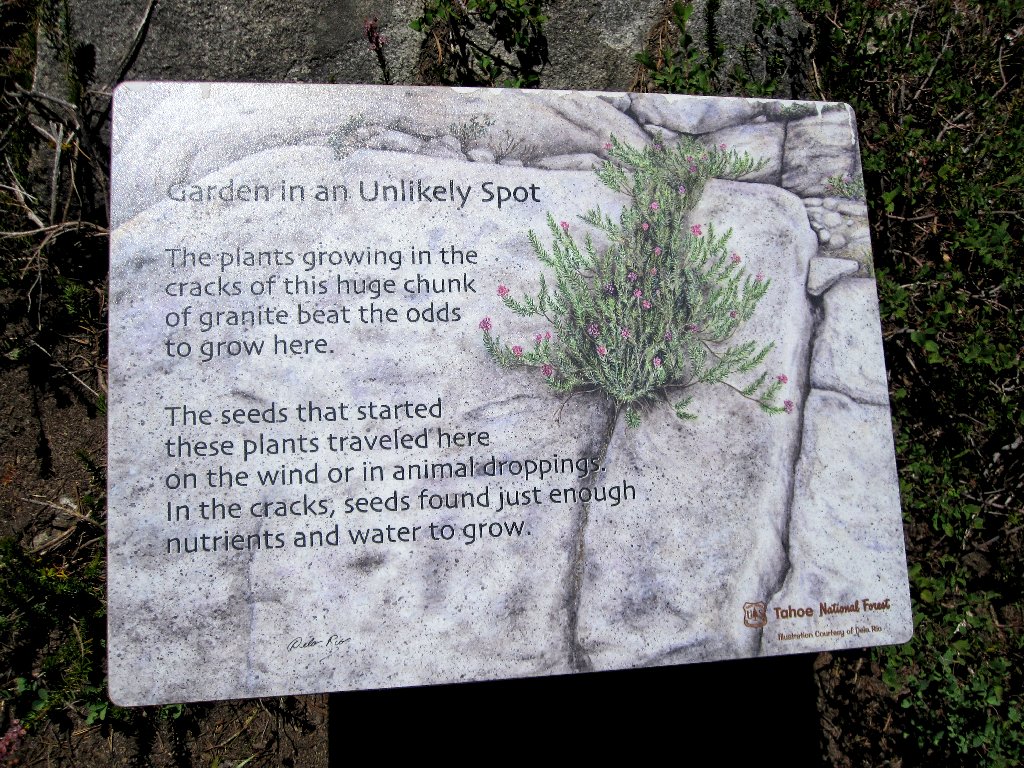 Garden in an Unlikely Spot
The plants growing in the
cracks of this huge chunk
of granite beat the odds
to grow here.
The seeds that started
these plants traveled here
on the wind or in animal droppings.
In the cracks, seeds found just enough
nutrients and water to grow.
UAS
Tahoe National Forest
Illustration Courtesy of Dela Rio